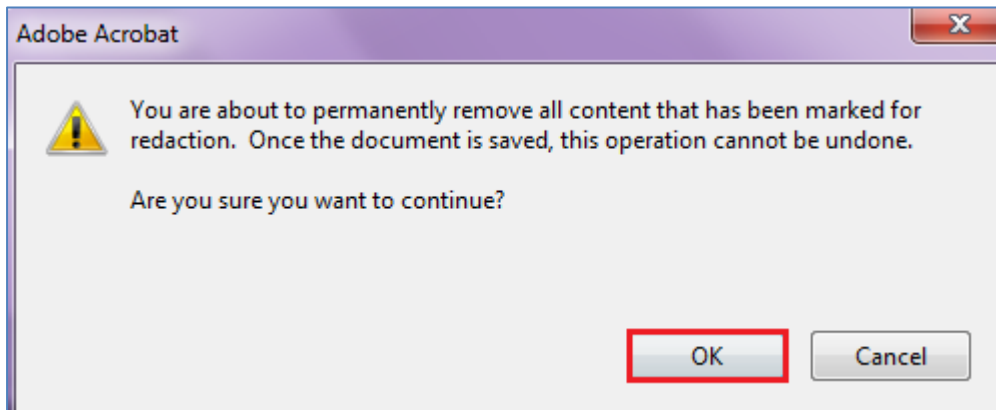 Adobe Acrobat
You are about to permanently remove all content that has been marked for
redaction.  Once the document is saved, this operation cannot be undone.
Are you sure you want to continue?
OK
Cancel